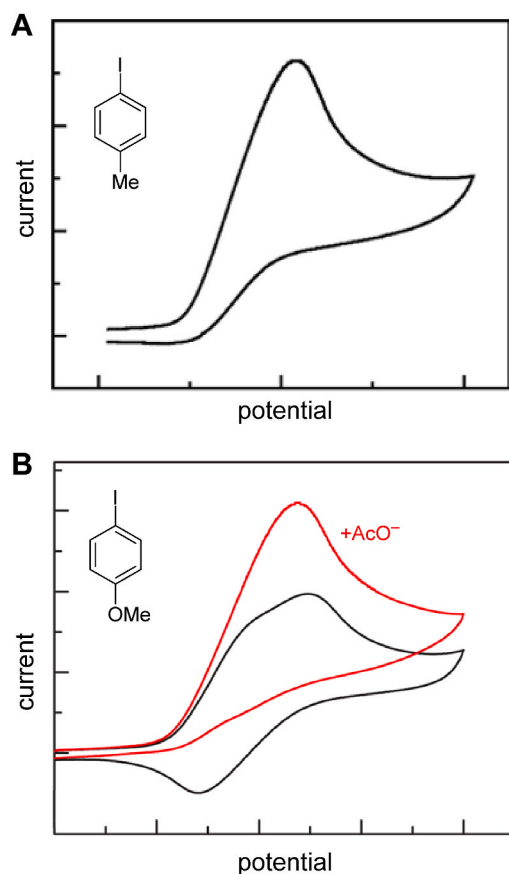 A
I
Me
current
potential
B
I
OMe
+AcO⁻
current
potential